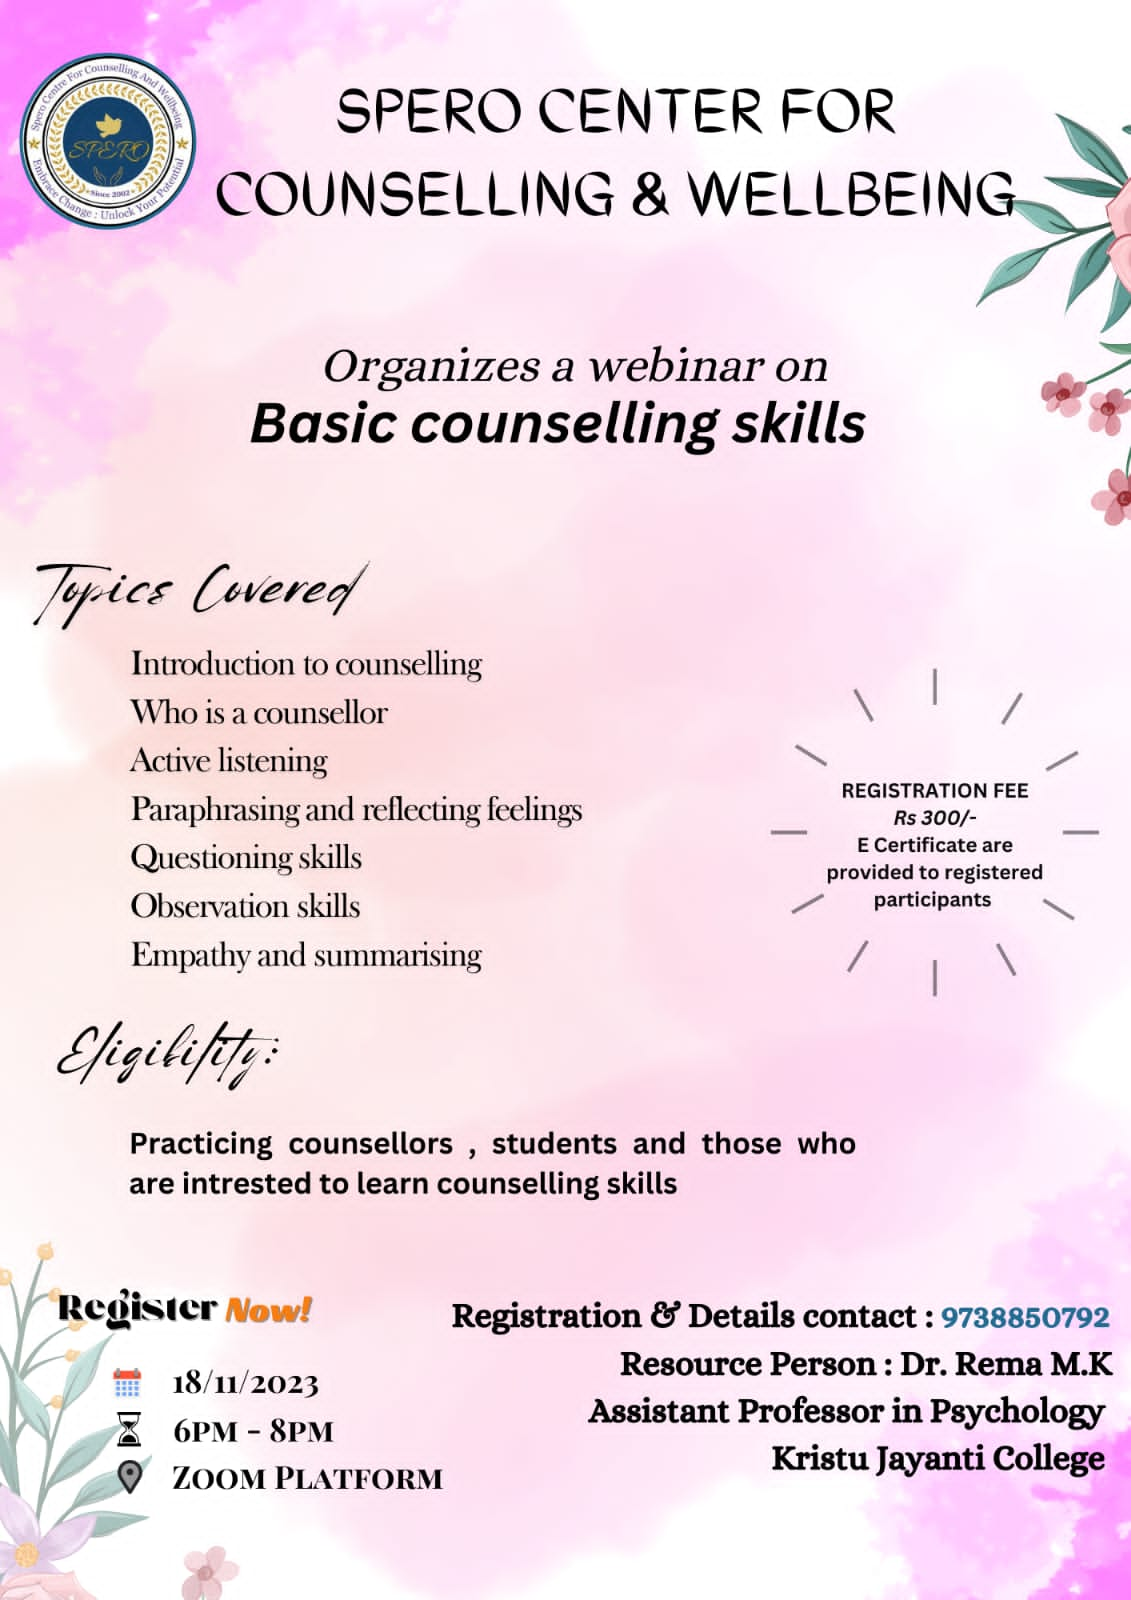 Spero Centre For Counselling And Wellbeing
SPERO
Since 2002
Embrace Change : Unlock Your Potential
SPERO CENTER FOR
COUNSELLING & WELLBEING
Organizes a webinar on
Basic counselling skills
Topics Covered
Introduction to counselling
Who is a counsellor
Active listening
Paraphrasing and reflecting feelings
Questioning skills
Observation skills
Empathy and summarising
REGISTRATION FEE
Rs 300/-
E Certificate are
provided to registered
participants
Eligibility:
Practicing counsellors , students and those who
are intrested to learn counselling skills
Register Now!
18/11/2023
6PM - 8PM
ZOOM PLATFORM
Registration & Details contact : 9738850792
Resource Person : Dr. Rema M.K
Assistant Professor in Psychology
Kristu Jayanti College